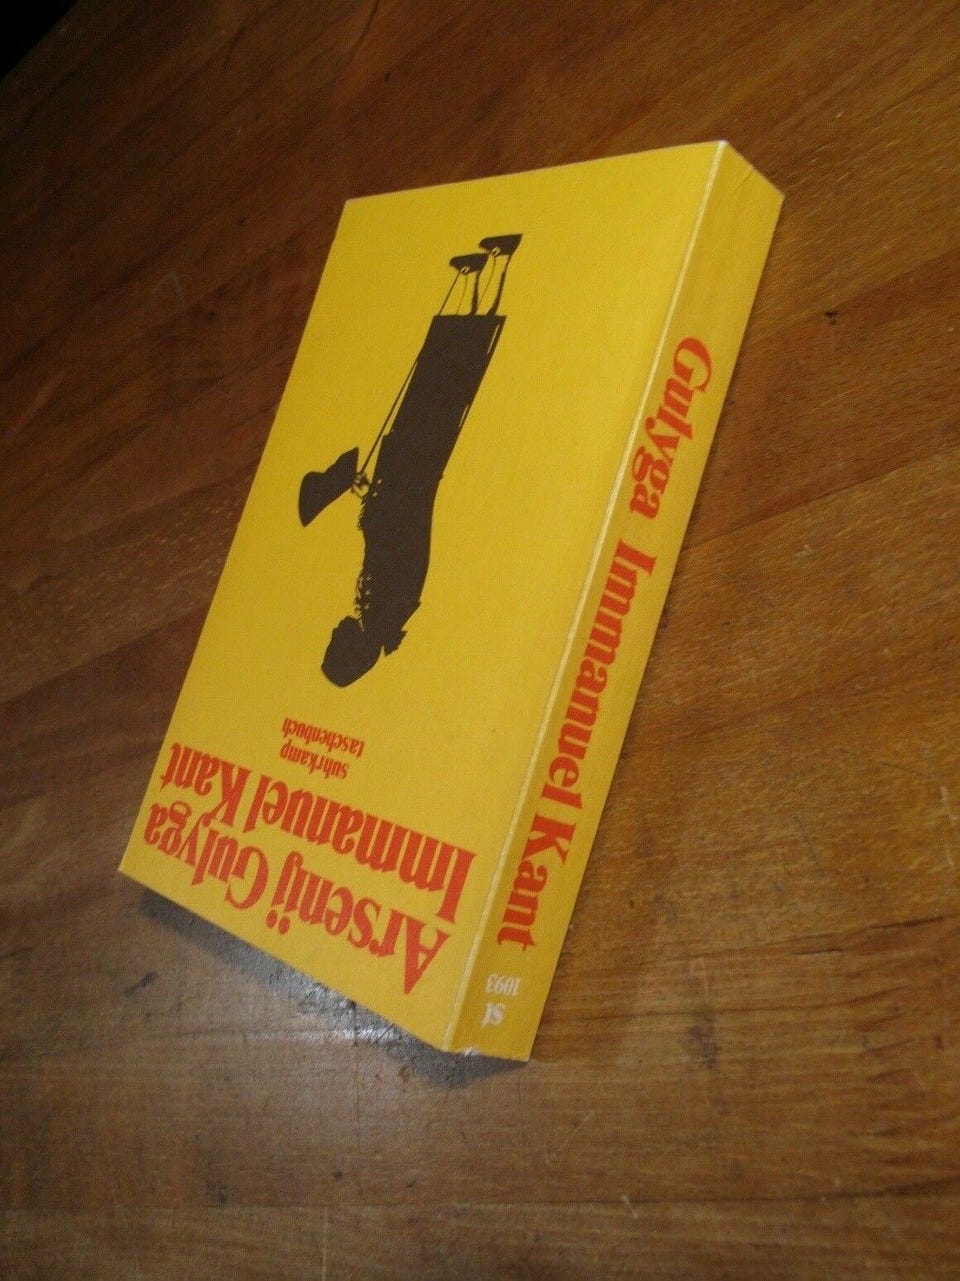 Arsenij Gulyga
Immanuel Kant
suhrkamp
taschenbuch
Gulyga Immanuel Kant
st
1093